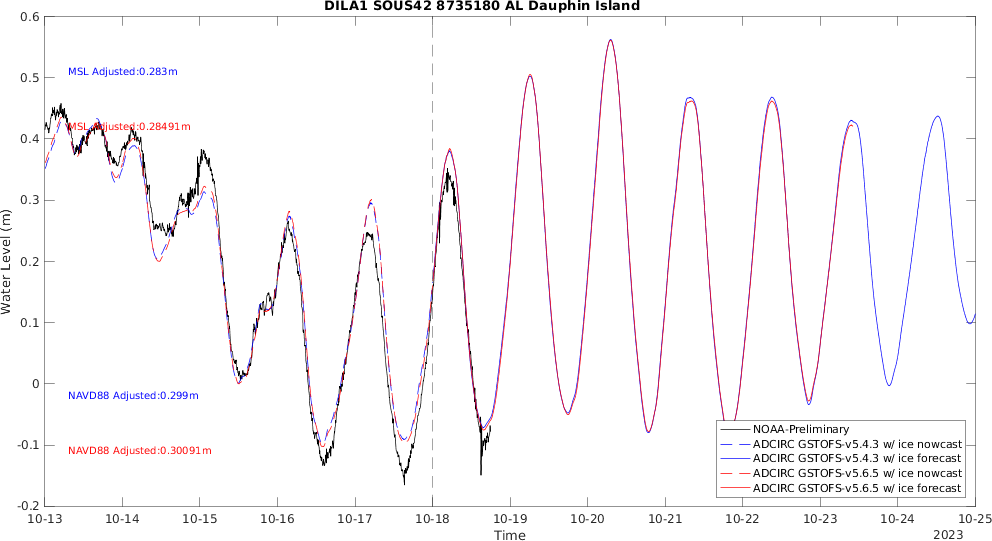 DILA1 SOUS42 8735180 AL Dauphin Island
0.6
0.5
0.4
0.3
0.2
0.1
0
-0.1
-0.2
Water Level (m)
MSL Adjusted:0.283m
MSL Adjusted:0.28491m
NAVD88 Adjusted:0.299m
NAVD88 Adjusted:0.30091m
NOAA-Preliminary
ADCIRC GSTOFS-v5.4.3 w/ ice nowcast
ADCIRC GSTOFS-v5.4.3 w/ ice forecast
ADCIRC GSTOFS-v5.6.5 w/ ice nowcast
ADCIRC GSTOFS-v5.6.5 w/ ice forecast
10-13 10-14 10-15 10-16 10-17 10-18 10-19 10-20 10-21 10-22 10-23 10-24 10-25
Time
2023